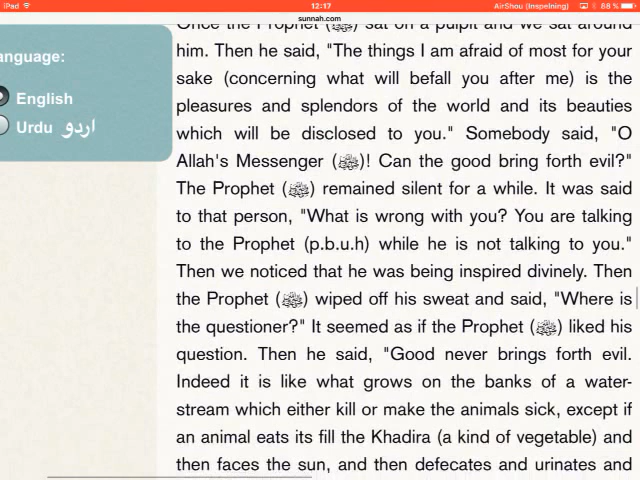 iPad 12:17 AirShou (Inspelning) 88 %
sunnah.com
Once the Prophet (ﷺ) sat on a pulpit and we sat around
him. Then he said, "The things I am afraid of most for your
sake (concerning what will befall you after me) is the
pleasures and splendors of the world and its beauties
which will be disclosed to you." Somebody said, "O
Allah's Messenger (ﷺ)! Can the good bring forth evil?"
The Prophet (ﷺ) remained silent for a while. It was said
to that person, "What is wrong with you? You are talking
to the Prophet (p.b.u.h) while he is not talking to you."
Then we noticed that he was being inspired divinely. Then
the Prophet (ﷺ) wiped off his sweat and said, "Where is
the questioner?" It seemed as if the Prophet (ﷺ) liked his
question. Then he said, "Good never brings forth evil.
Indeed it is like what grows on the banks of a water-
stream which either kill or make the animals sick, except if
an animal eats its fill the Khadira (a kind of vegetable) and
then faces the sun, and then defecates and urinates and
anguage:
English
Urdu اردو